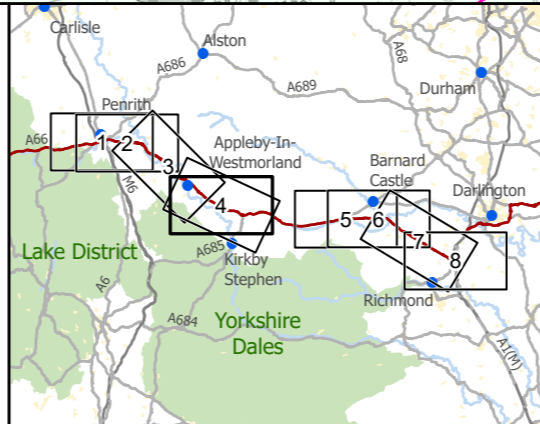 Carlisle
Alston
A686
A68
A689
Durham
Penrith
A66
1
2
3
Appleby-In-
Westmorland
Barnard
Castle
Darlington
M6
4
5
6
7
8
Lake District
A685
Kirkby
Stephen
A6
Richmond
A684
Yorkshire
Dales
A1(M)